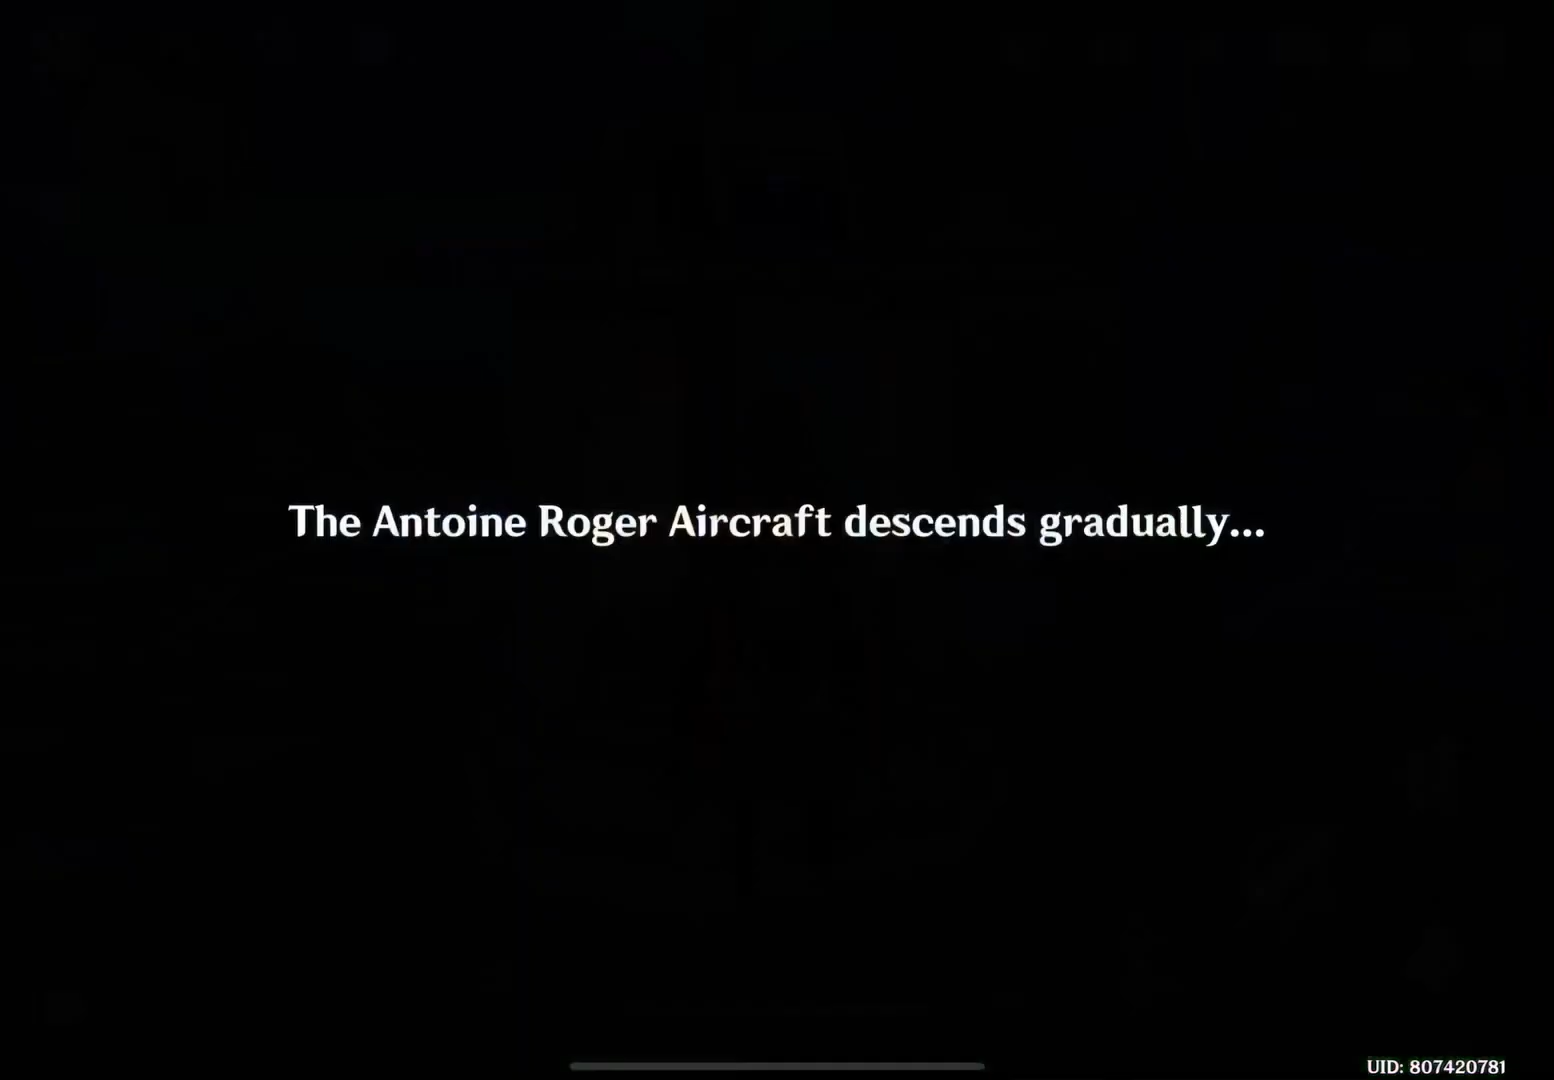 The Antoine Roger Aircraft descends gradually...
UID: 807420781